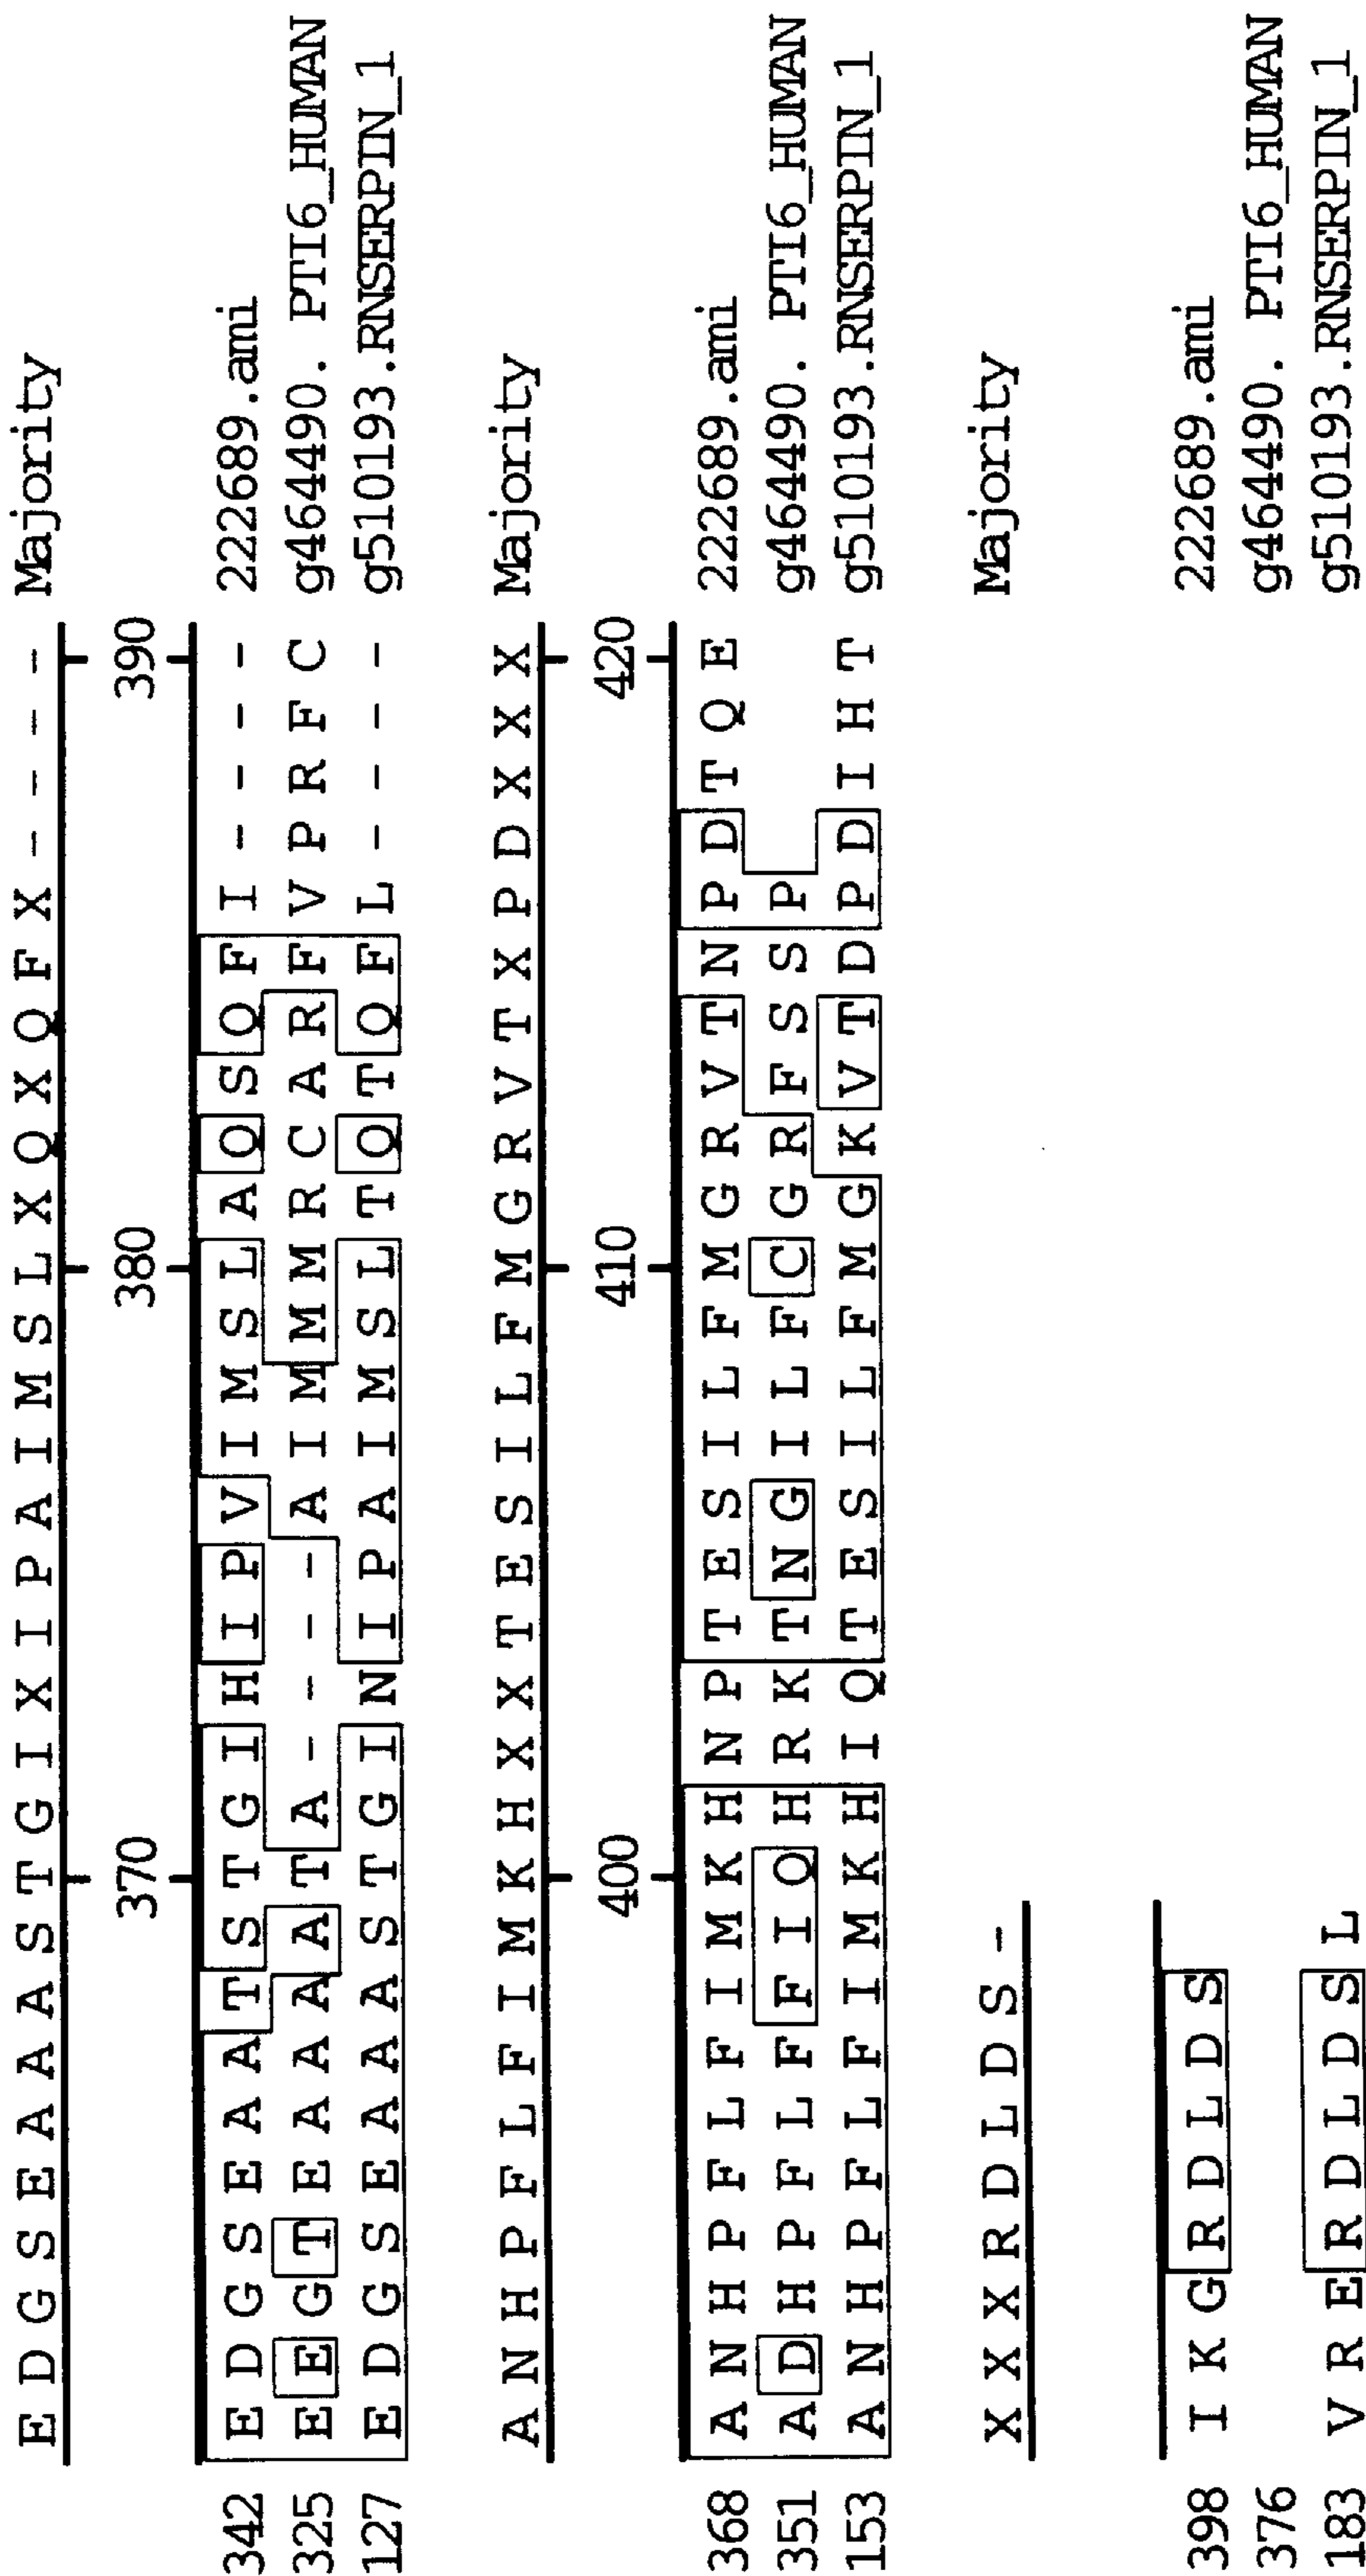 E D G S E A A A S T G I X I P A I M S L X Q X Q F X - - - - Majority
370 380 390
342 E D G S E A A T S T G I H I P V I M S L A Q S Q F I - - - - 222689.ami
325 E E G T E A A A A T A - - - - A I M M M R C A R F V P R F C g464490. PTI6_HUMAN
127 E D G S E A A A S T G I N I P A I M S L T Q T Q F L - - - - g510193.RNSERPIN_1
A N H P F L F I M K H X X T E S I L F M G R V T X P D X X X Majority
400 410 420
368 A N H P F L F I M K H N P T E S I L F M G R V T N P D T Q E 222689.ami
351 A D H P F L F F I Q H R K T N G I L F C G R F S S P g464490. PTI6_HUMAN
153 A N H P F L F I M K H I Q T E S I L F M G K V T D P D I H T g510193.RNSERPIN_1
X X X R D L D S - Majority
398 I K G R D L D S 222689.ami
376 g464490. PTI6_HUMAN
183 V R E R D L D S L g510193.RNSERPIN_1